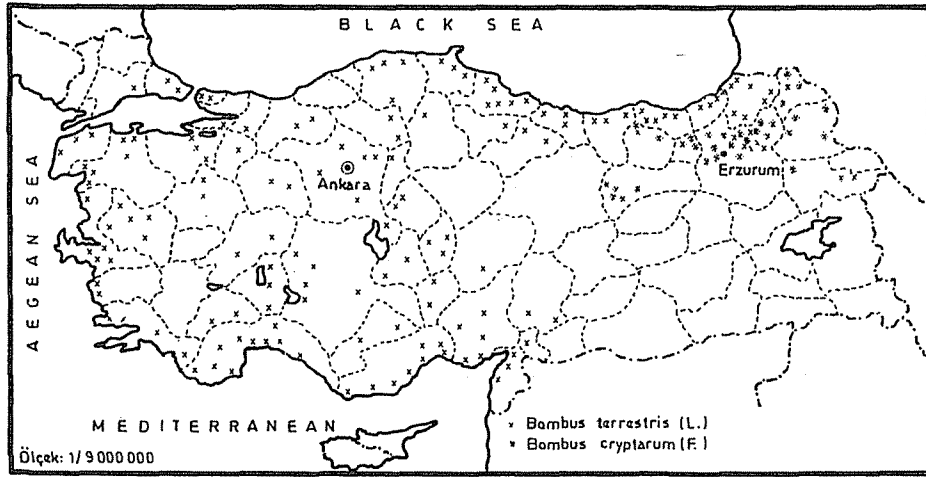 BLACK SEA
AEGEAN SEA
Ankara
Erzurum
MEDITERRANEAN
x Bombus terrestris (L.)
* Bombus cryptarum (F.)
Ölçek: 1/9 000 000